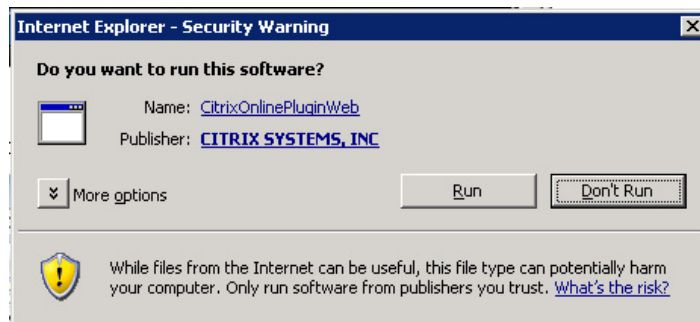 Internet Explorer - Security Warning
Do you want to run this software?
Name: CitrixOnlinePluginWeb
Publisher: CITRIX SYSTEMS, INC
More options
Run
Don't Run
While files from the Internet can be useful, this file type can potentially harm
your computer. Only run software from publishers you trust. What's the risk?